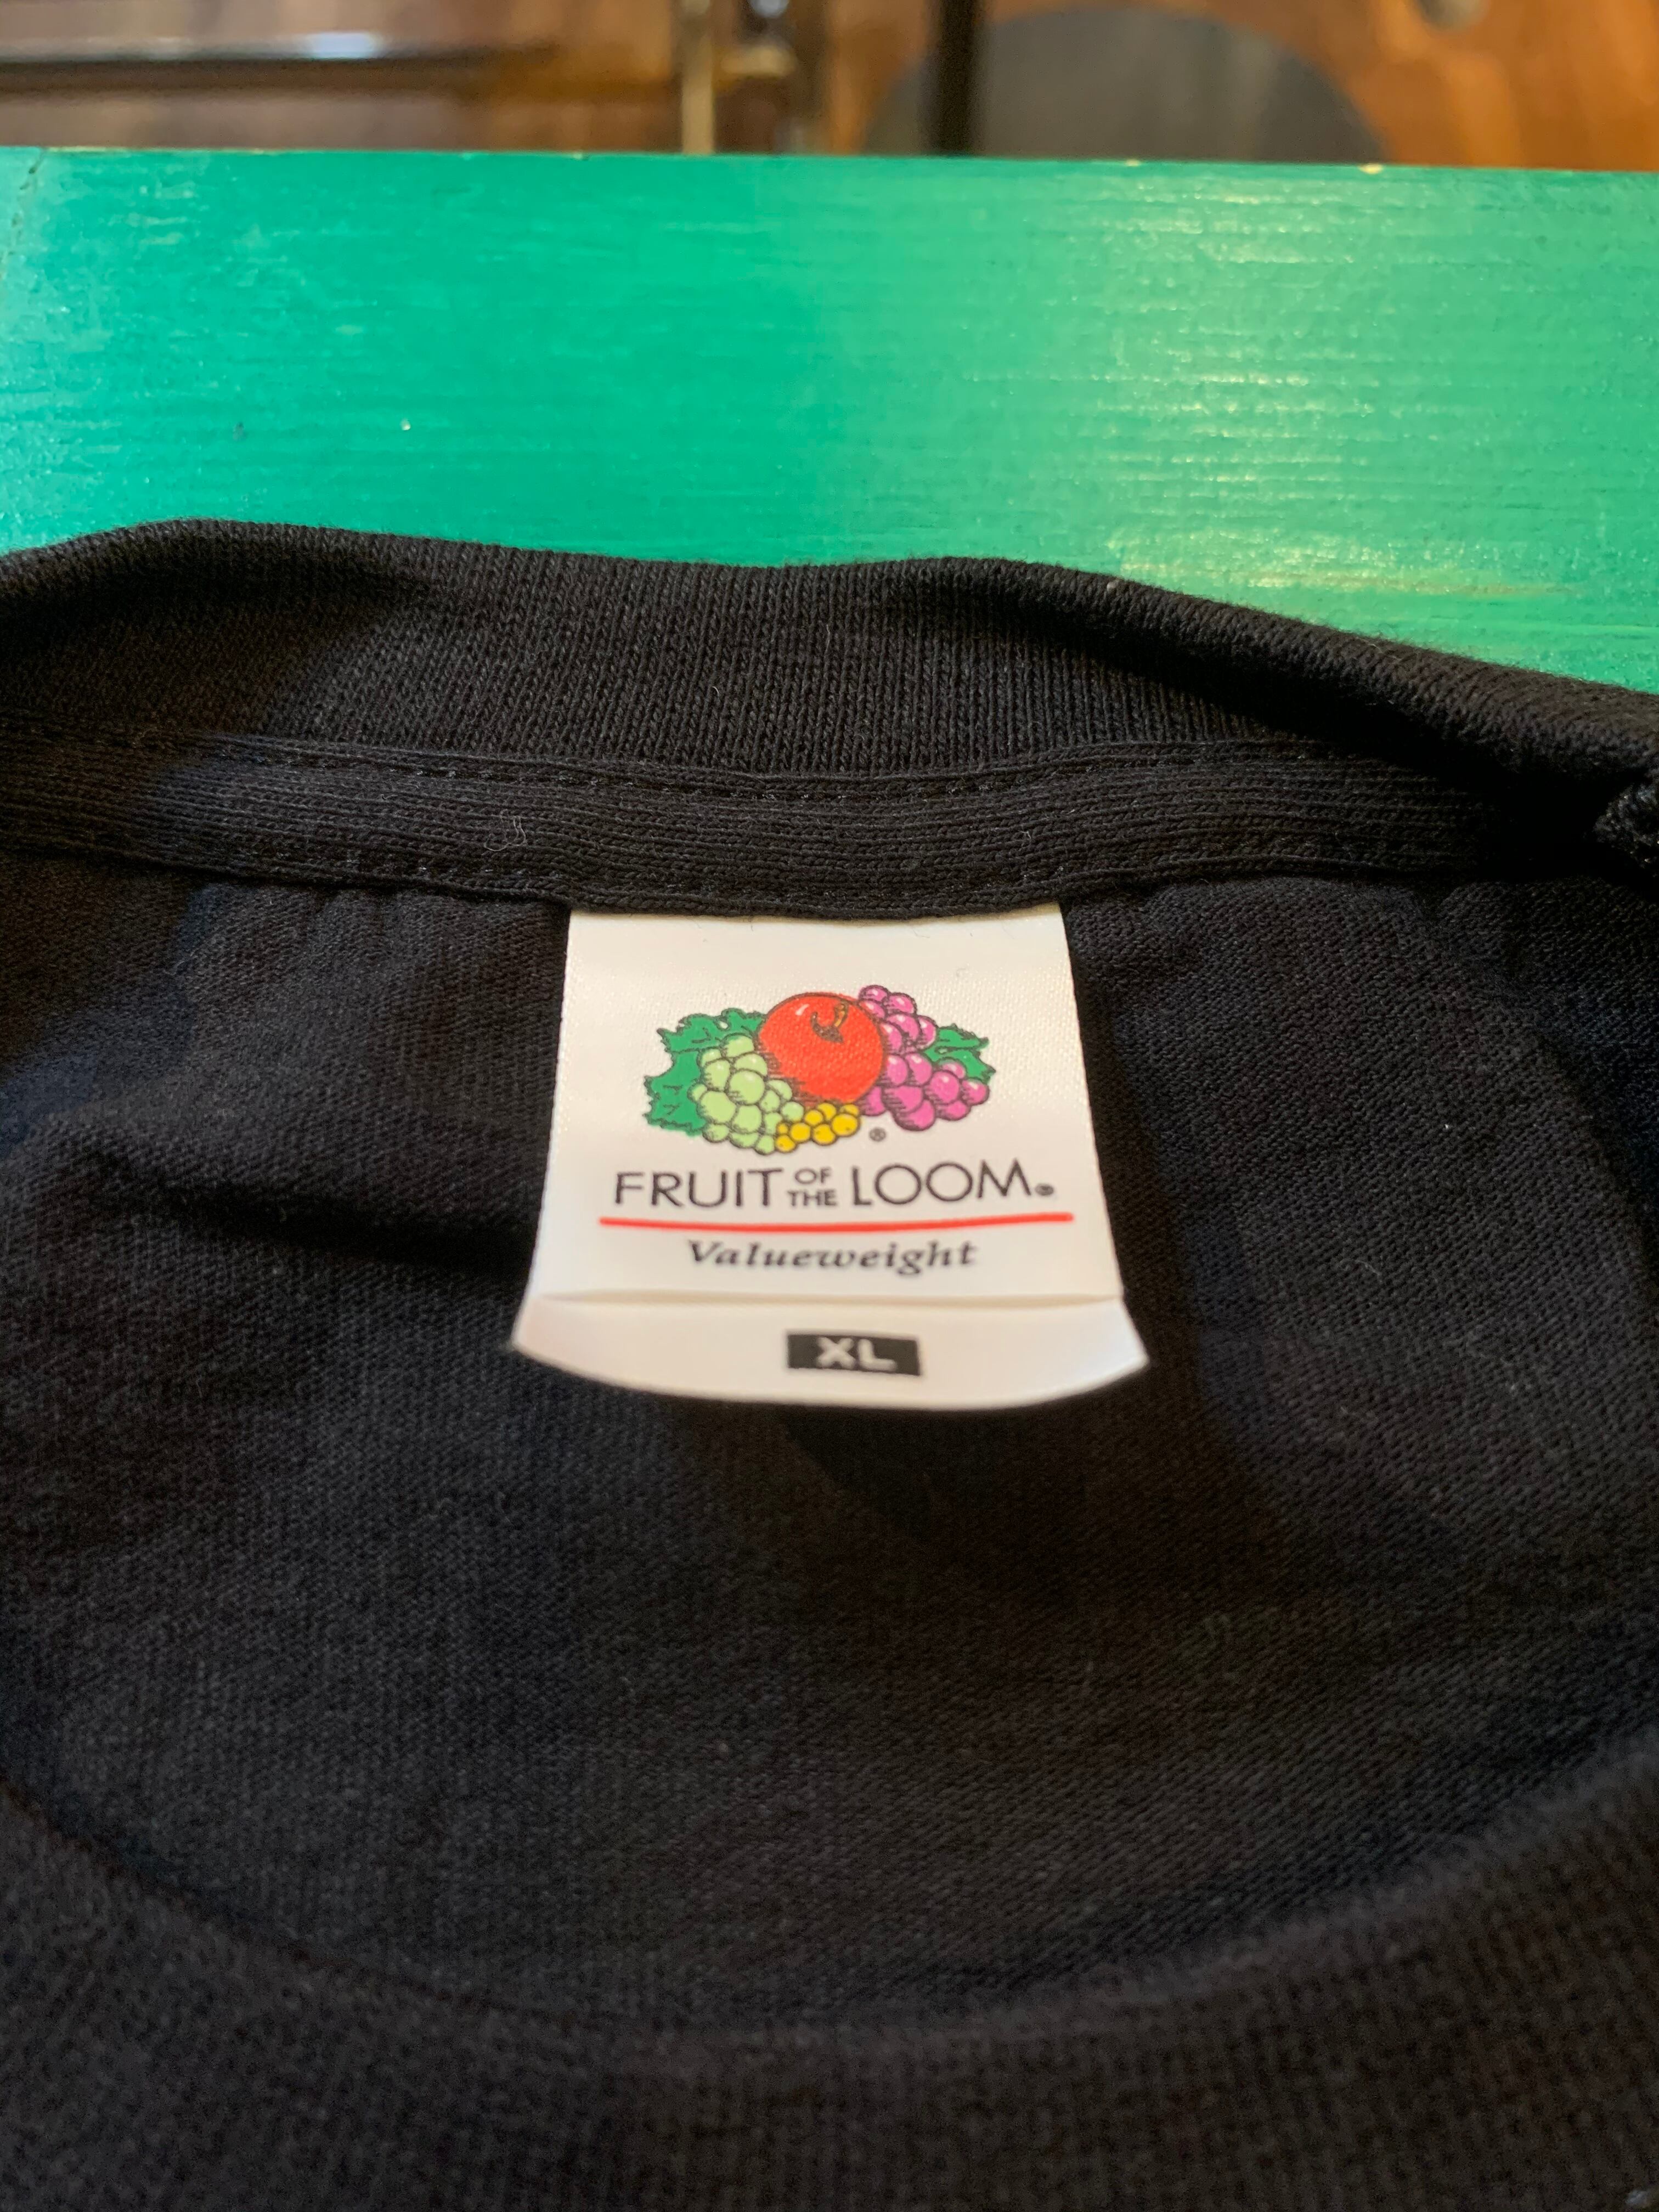 ®
FRUIT OF THE LOOM®
Valueweight
XL